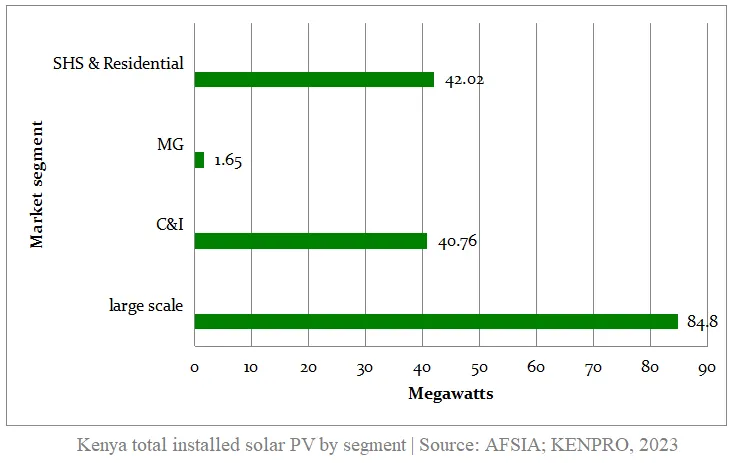 Market segment
SHS & Residential
42.02
MG
1.65
C&I
40.76
large scale
84.8
0 10 20 30 40 50 60 70 80 90
Megawatts
Kenya total installed solar PV by segment | Source: AFSIA; KENPRO, 2023